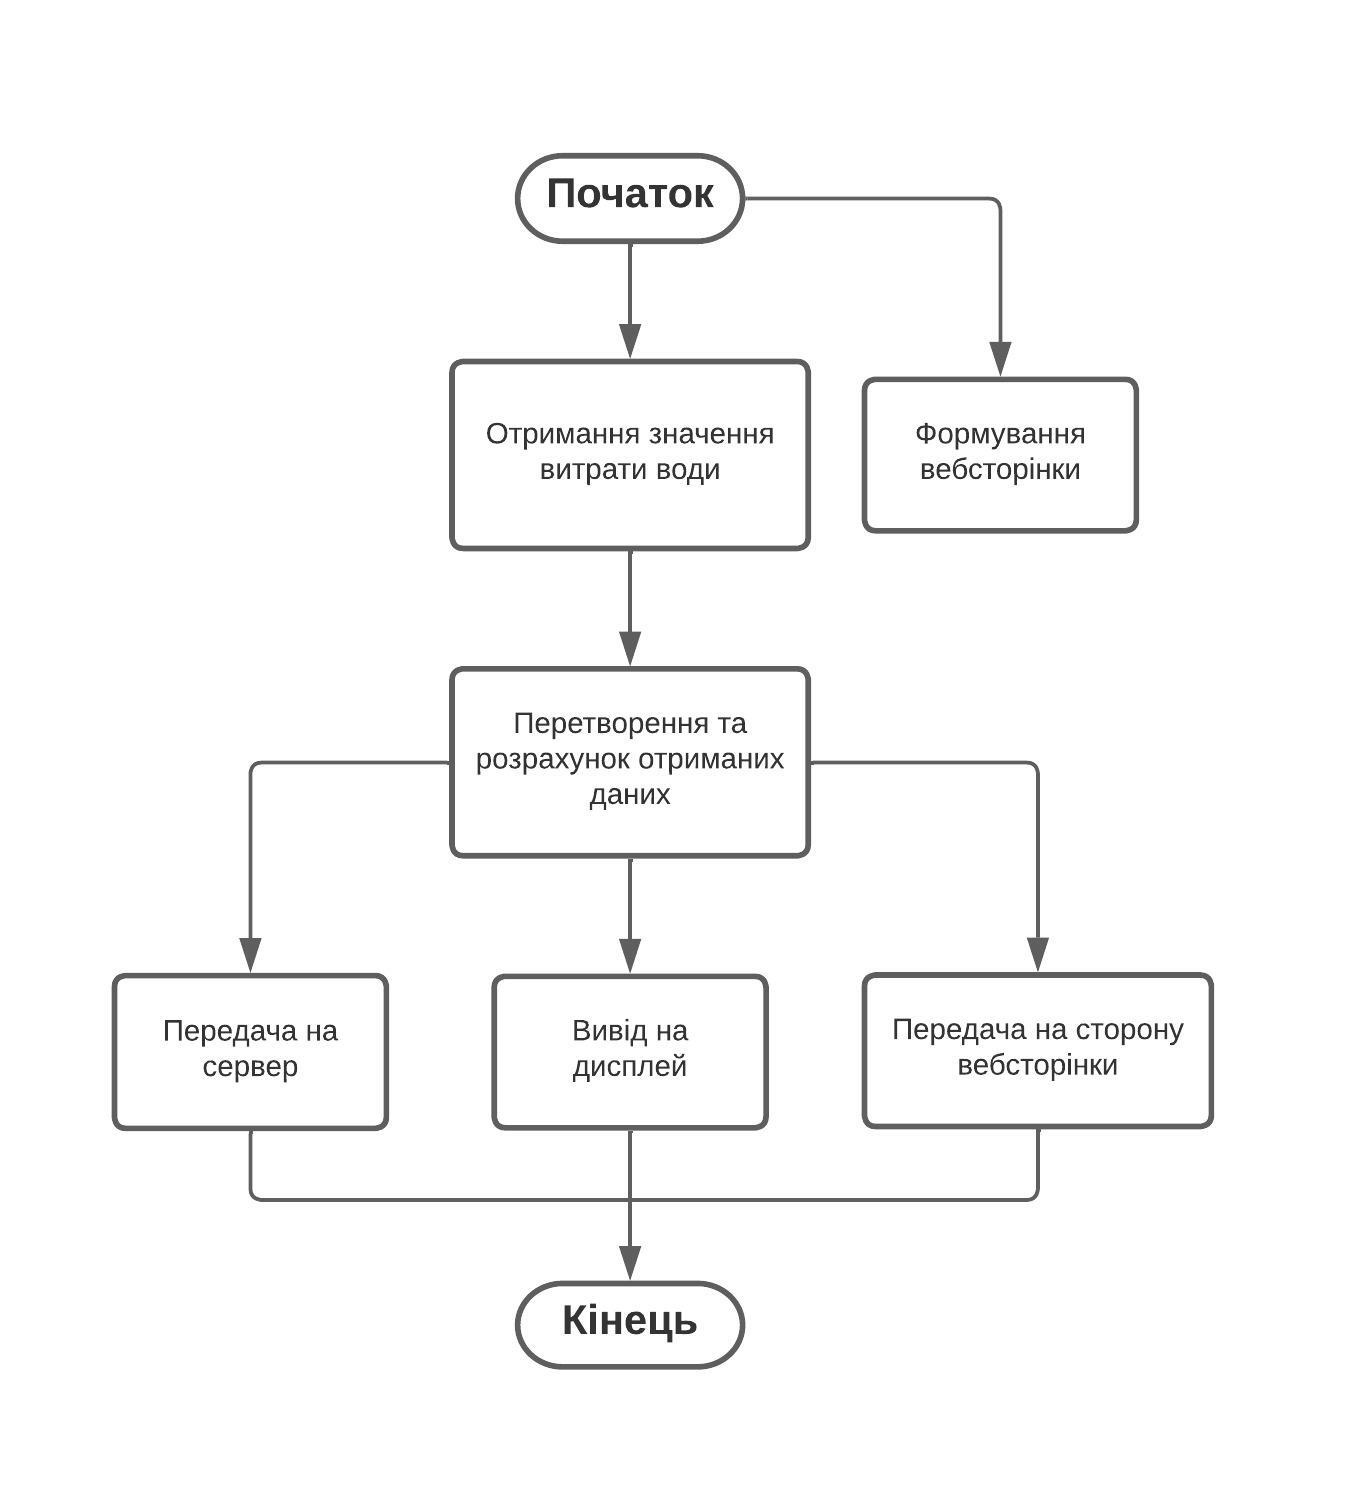 Початок
Отримання значення
витрати води
Формування
вебсторінки
Перетворення та
розрахунок отриманих
даних
Передача на
сервер
Вивід на
дисплей
Передача на сторону
вебсторінки
Кінець